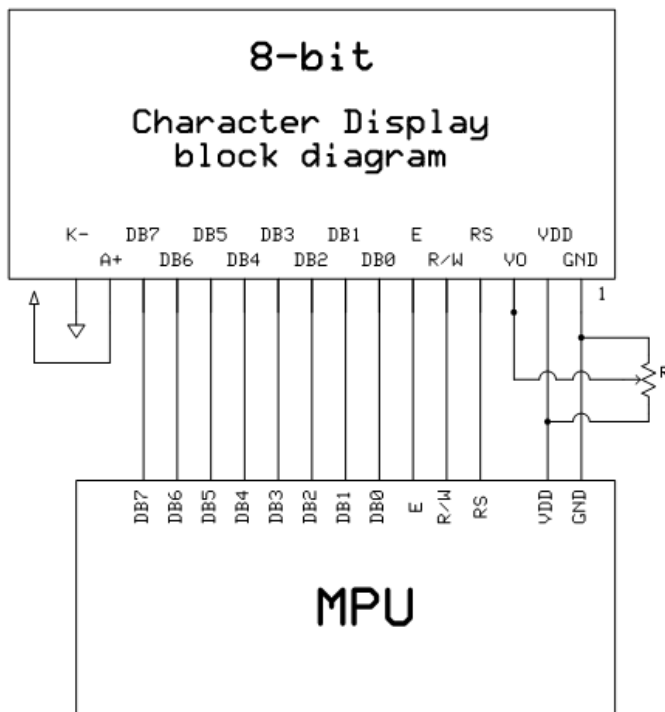 8-bit
Character Display
block diagram
K- DB7 DB5 DB3 DB1 E RS VDD
A+ DB6 DB4 DB2 DB0 R/W VO GND
1
R
DB7 DB6 DB5 DB4 DB3 DB2 DB1 DB0 E R/W RS VDD GND
MPU